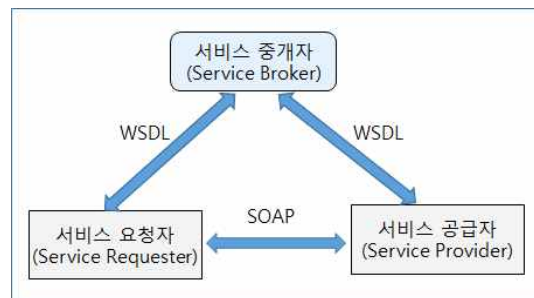 서비스 중개자
(Service Broker)
WSDL
WSDL
SOAP
서비스 요청자
(Service Requester)
서비스 공급자
(Service Provider)